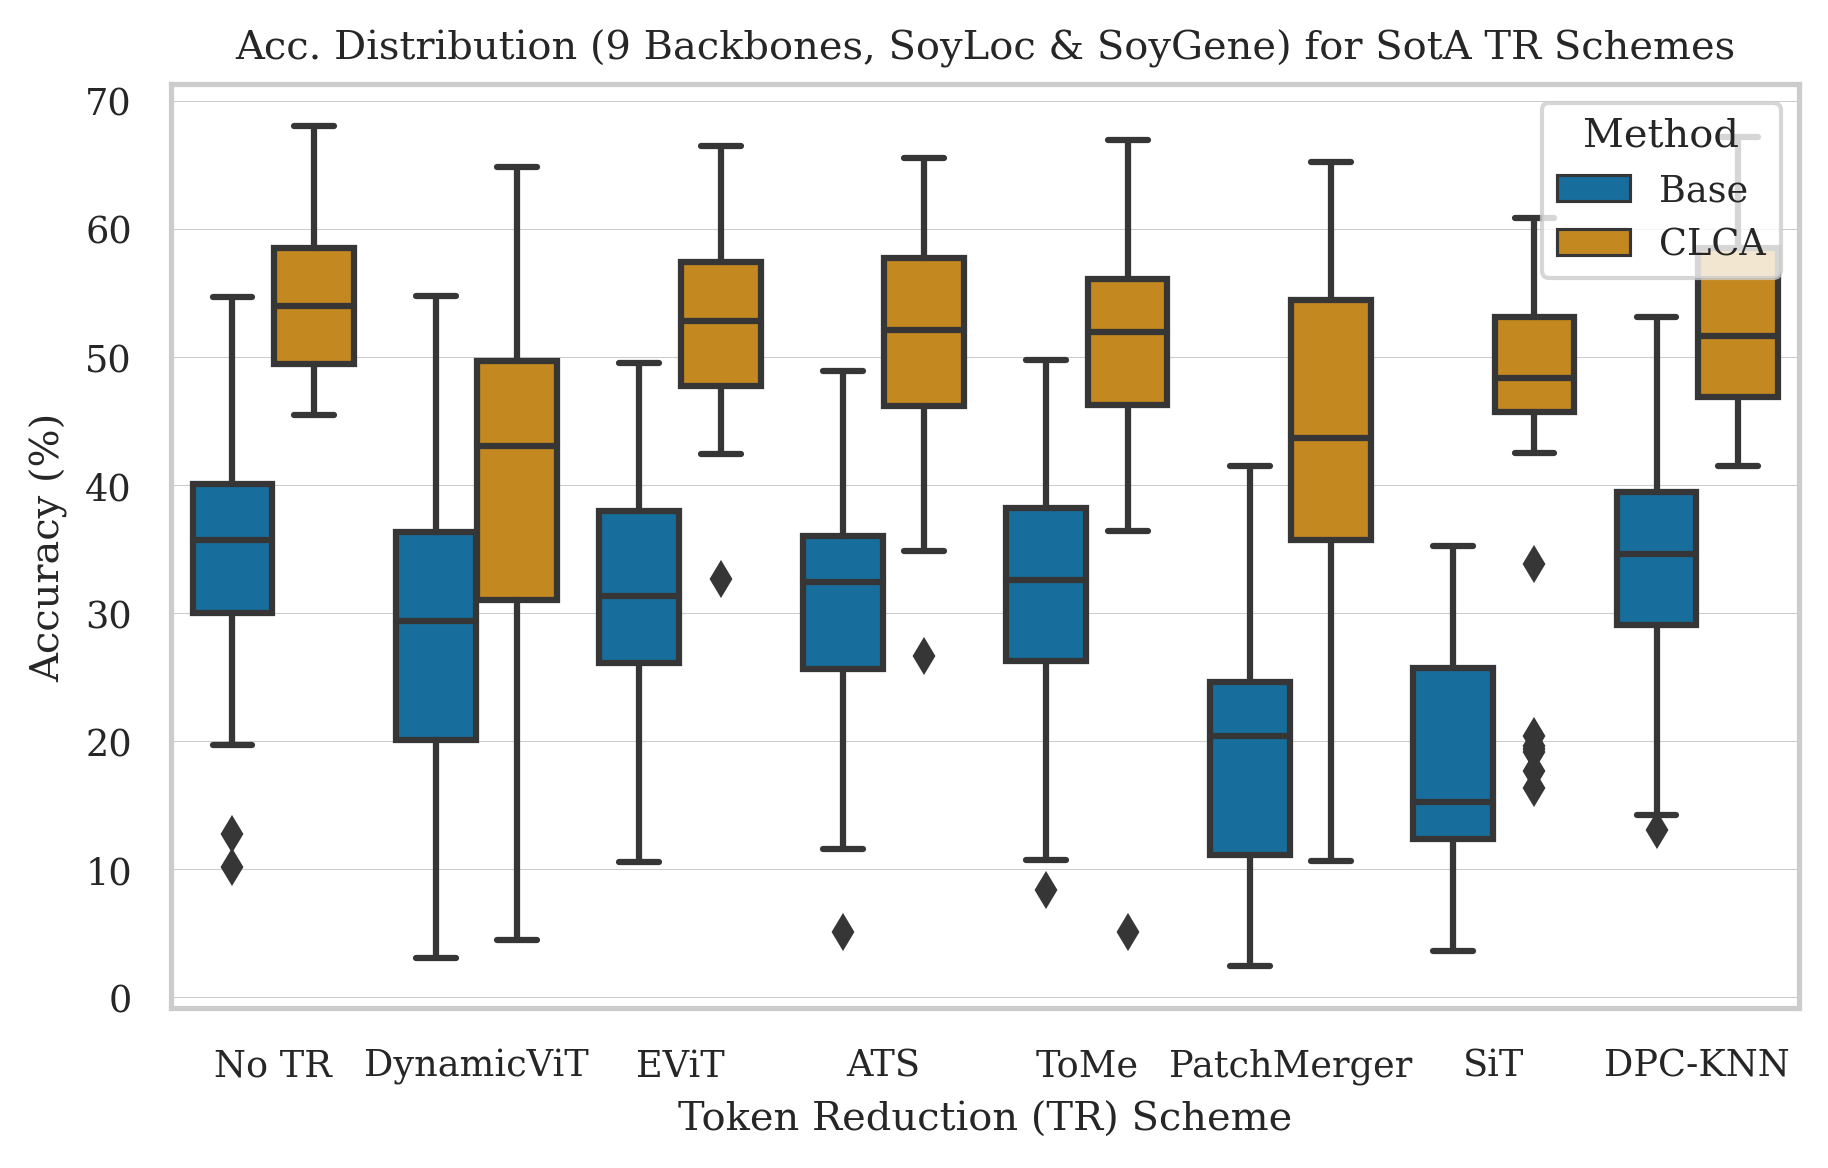 Acc. Distribution (9 Backbones, SoyLoc & SoyGene) for SotA TR Schemes
Method
Base
CLCA
Accuracy (%)
70
60
50
40
30
20
10
0
No TR DynamicViT EViT ATS ToMe PatchMerger SiT DPC-KNN
Token Reduction (TR) Scheme